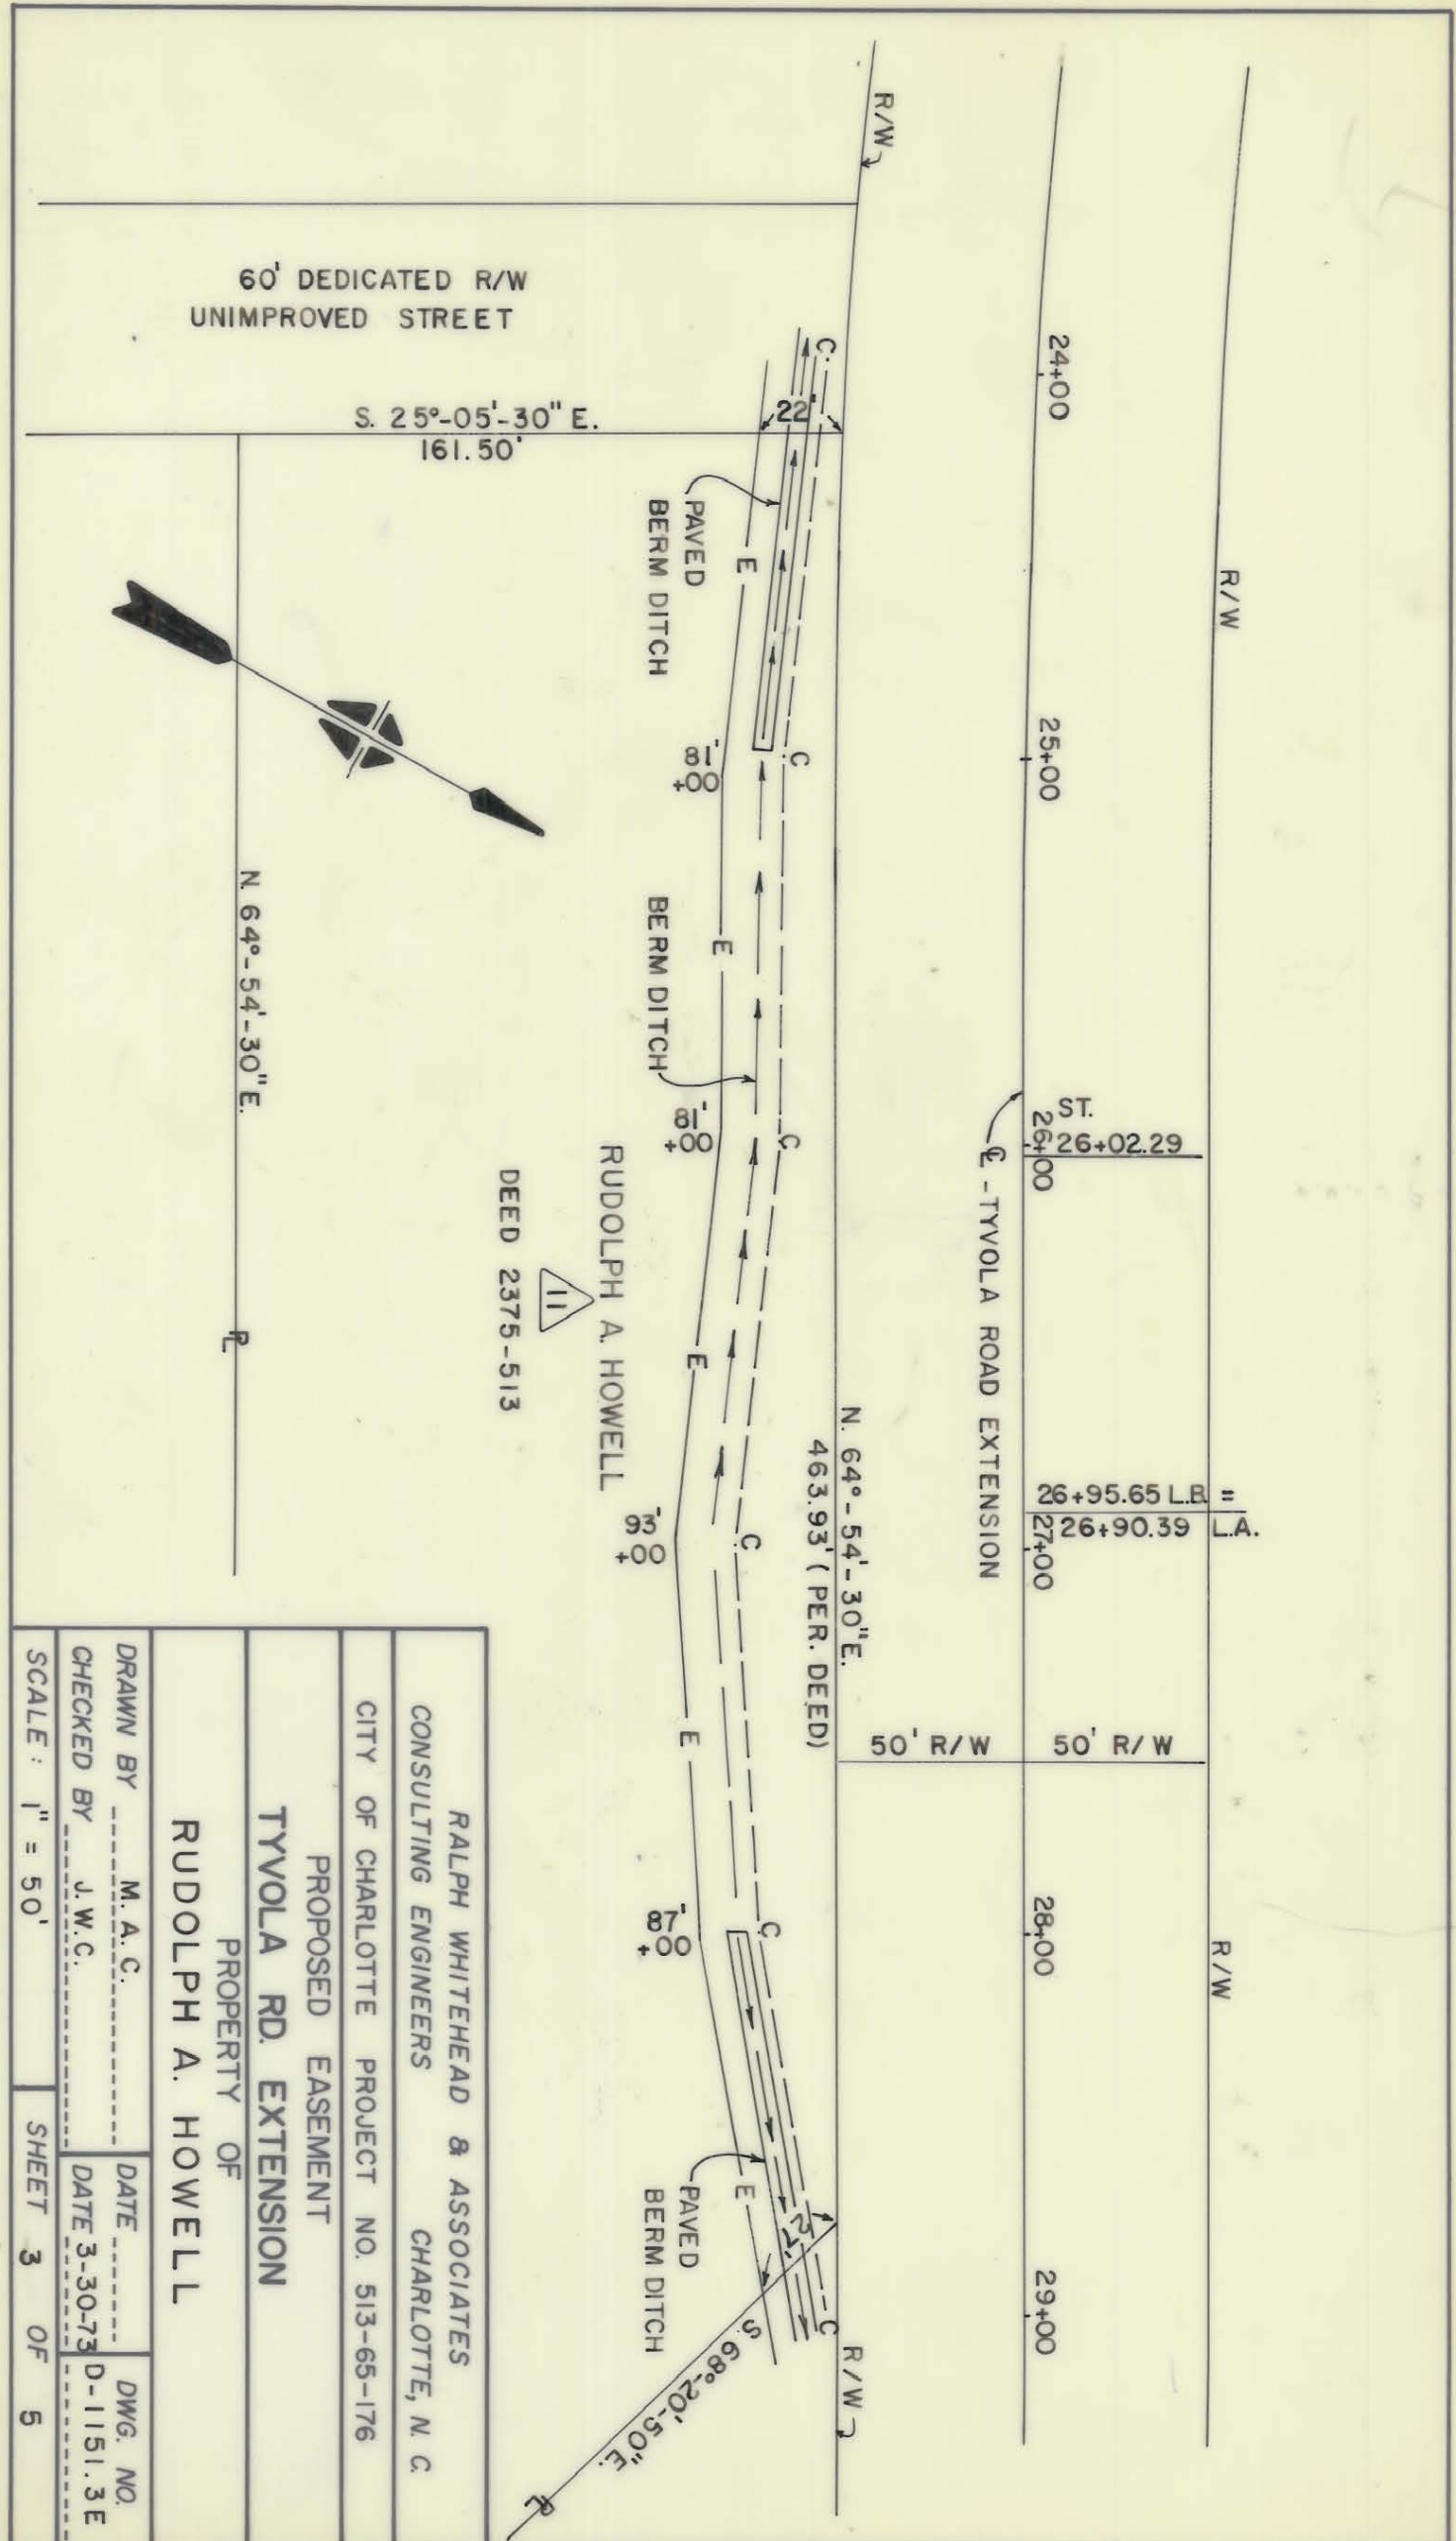 R/W
R/W
R/W
R/W
24+00
25+00
26+00
27+00
28+00
29+00
ST.
26+02.29
26+95.65 L.B. =
26+90.39 L.A.
℄ - TYVOLA ROAD EXTENSION
50' R/W
50' R/W
N. 64°-54'-30"E.
463.93' (PER. DEED)
60' DEDICATED R/W
UNIMPROVED STREET
S. 25°-05'-30" E.
161.50'
22'
C
C
C
C
C
C
E
E
E
E
E
PAVED
BERM DITCH
BERM DITCH
PAVED
BERM DITCH
81'
+00
81'
+00
93'
+00
87'
+00
RUDOLPH A. HOWELL
11
DEED 2375-513
N. 64°-54'-30"E.
PL
S. 68°-20'-50"E.
RALPH WHITEHEAD & ASSOCIATES
CONSULTING ENGINEERS CHARLOTTE, N. C.
CITY OF CHARLOTTE PROJECT NO. 513-65-176
PROPOSED EASEMENT
TYVOLA RD. EXTENSION
PROPERTY OF
RUDOLPH A. HOWELL
DRAWN BY M. A. C. DATE
CHECKED BY J. W. C. DATE 3-30-73
DWG. NO.
D-1151.3E
SCALE: 1" = 50'
SHEET 3 OF 5